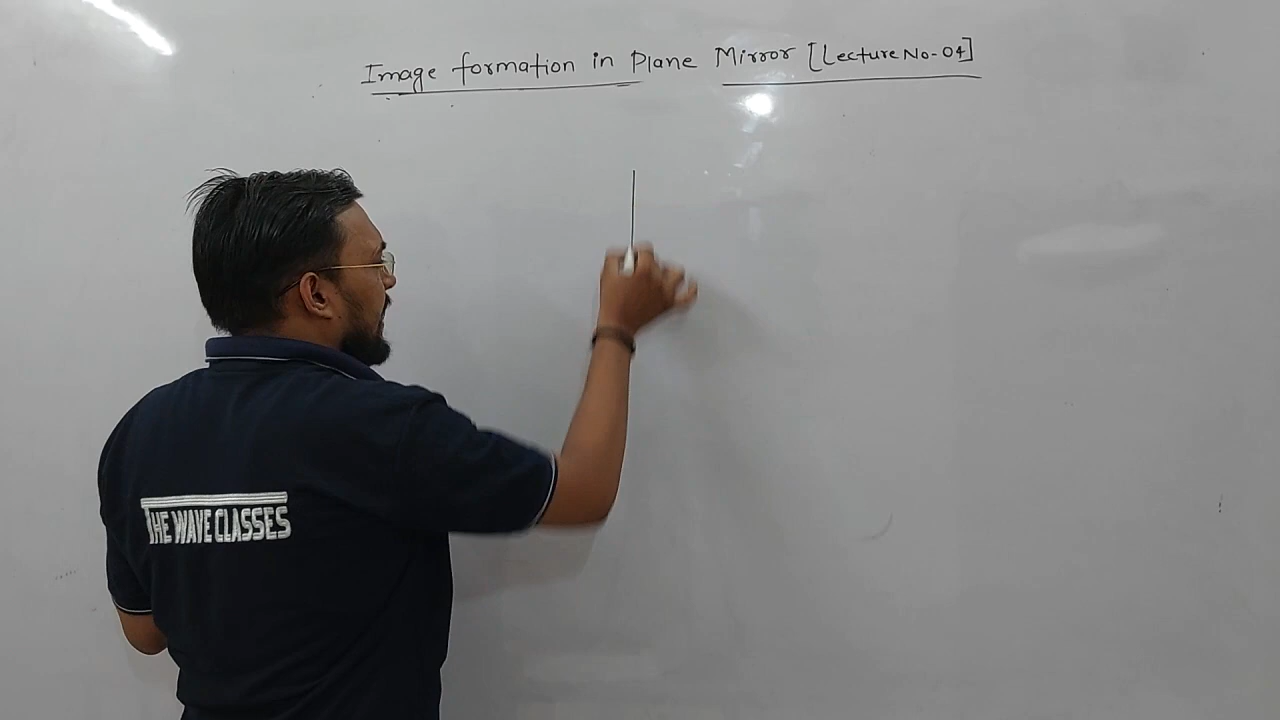 Image formation in Plane Mirror [Lecture No-04]
THE WAVE CLASSES